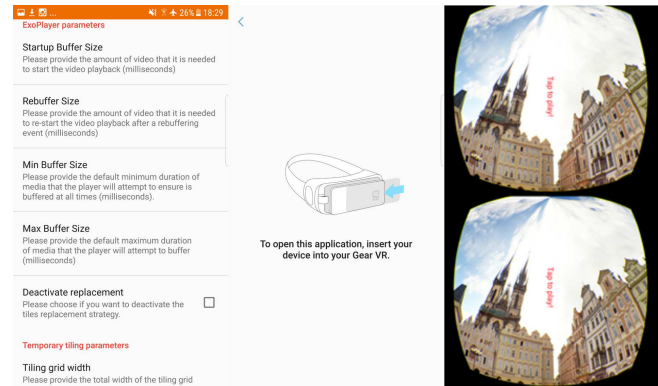 26% 18:29
ExoPlayer parameters
Startup Buffer Size
Please provide the amount of video that it is needed
to start the video playback (milliseconds)
Rebuffer Size
Please provide the amount of video that it is needed
to re-start the video playback after a rebuffering
event (milliseconds)
Min Buffer Size
Please provide the default minimum duration of
media that the player will attempt to ensure is
buffered at all times (milliseconds).
Max Buffer Size
Please provide the default maximum duration
of media that the player will attempt to buffer
(milliseconds)
Deactivate replacement
Please choose if you want to deactivate the
tiles replacement strategy.
Temporary tiling parameters
Tiling grid width
Please provide the total width of the tiling grid
To open this application, insert your
device into your Gear VR.
Tap to play!
Tap to play!